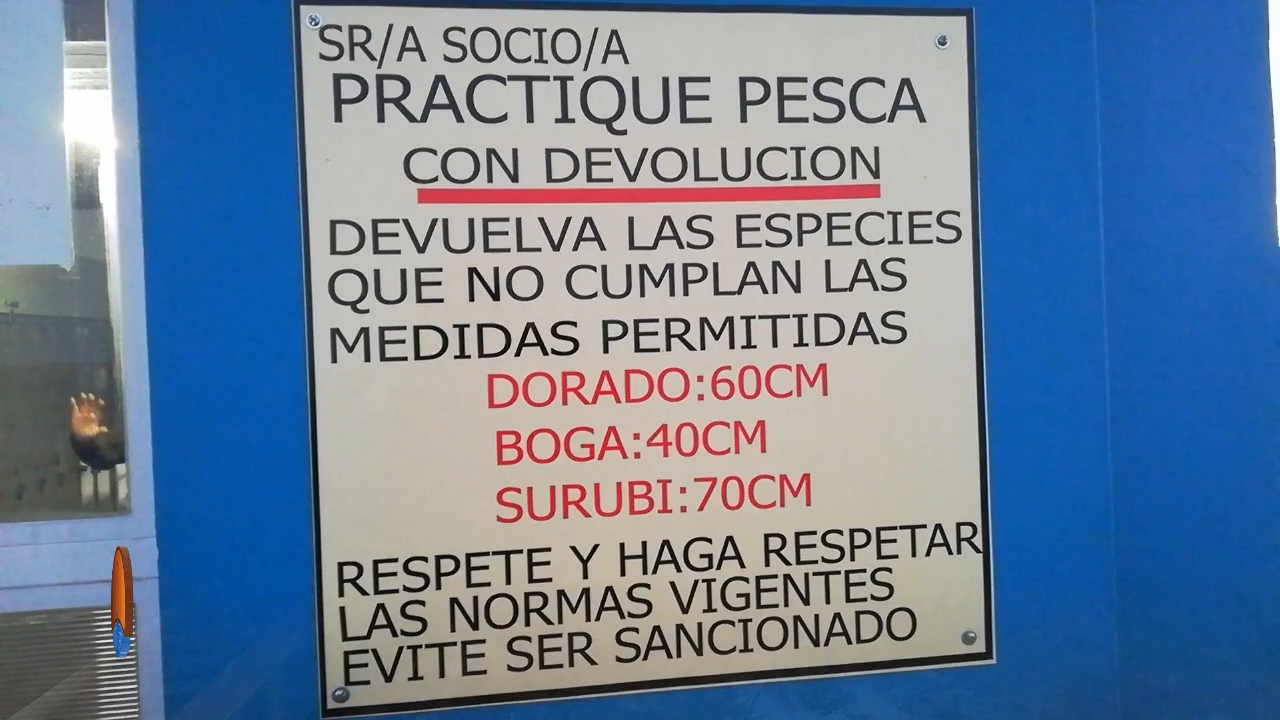 SR/A SOCIO/A
PRACTIQUE PESCA
CON DEVOLUCION
DEVUELVA LAS ESPECIES
QUE NO CUMPLAN LAS
MEDIDAS PERMITIDAS
DORADO:60CM
BOGA:40CM
SURUBI:70CM
RESPETE Y HAGA RESPETAR
LAS NORMAS VIGENTES
EVITE SER SANCIONADO